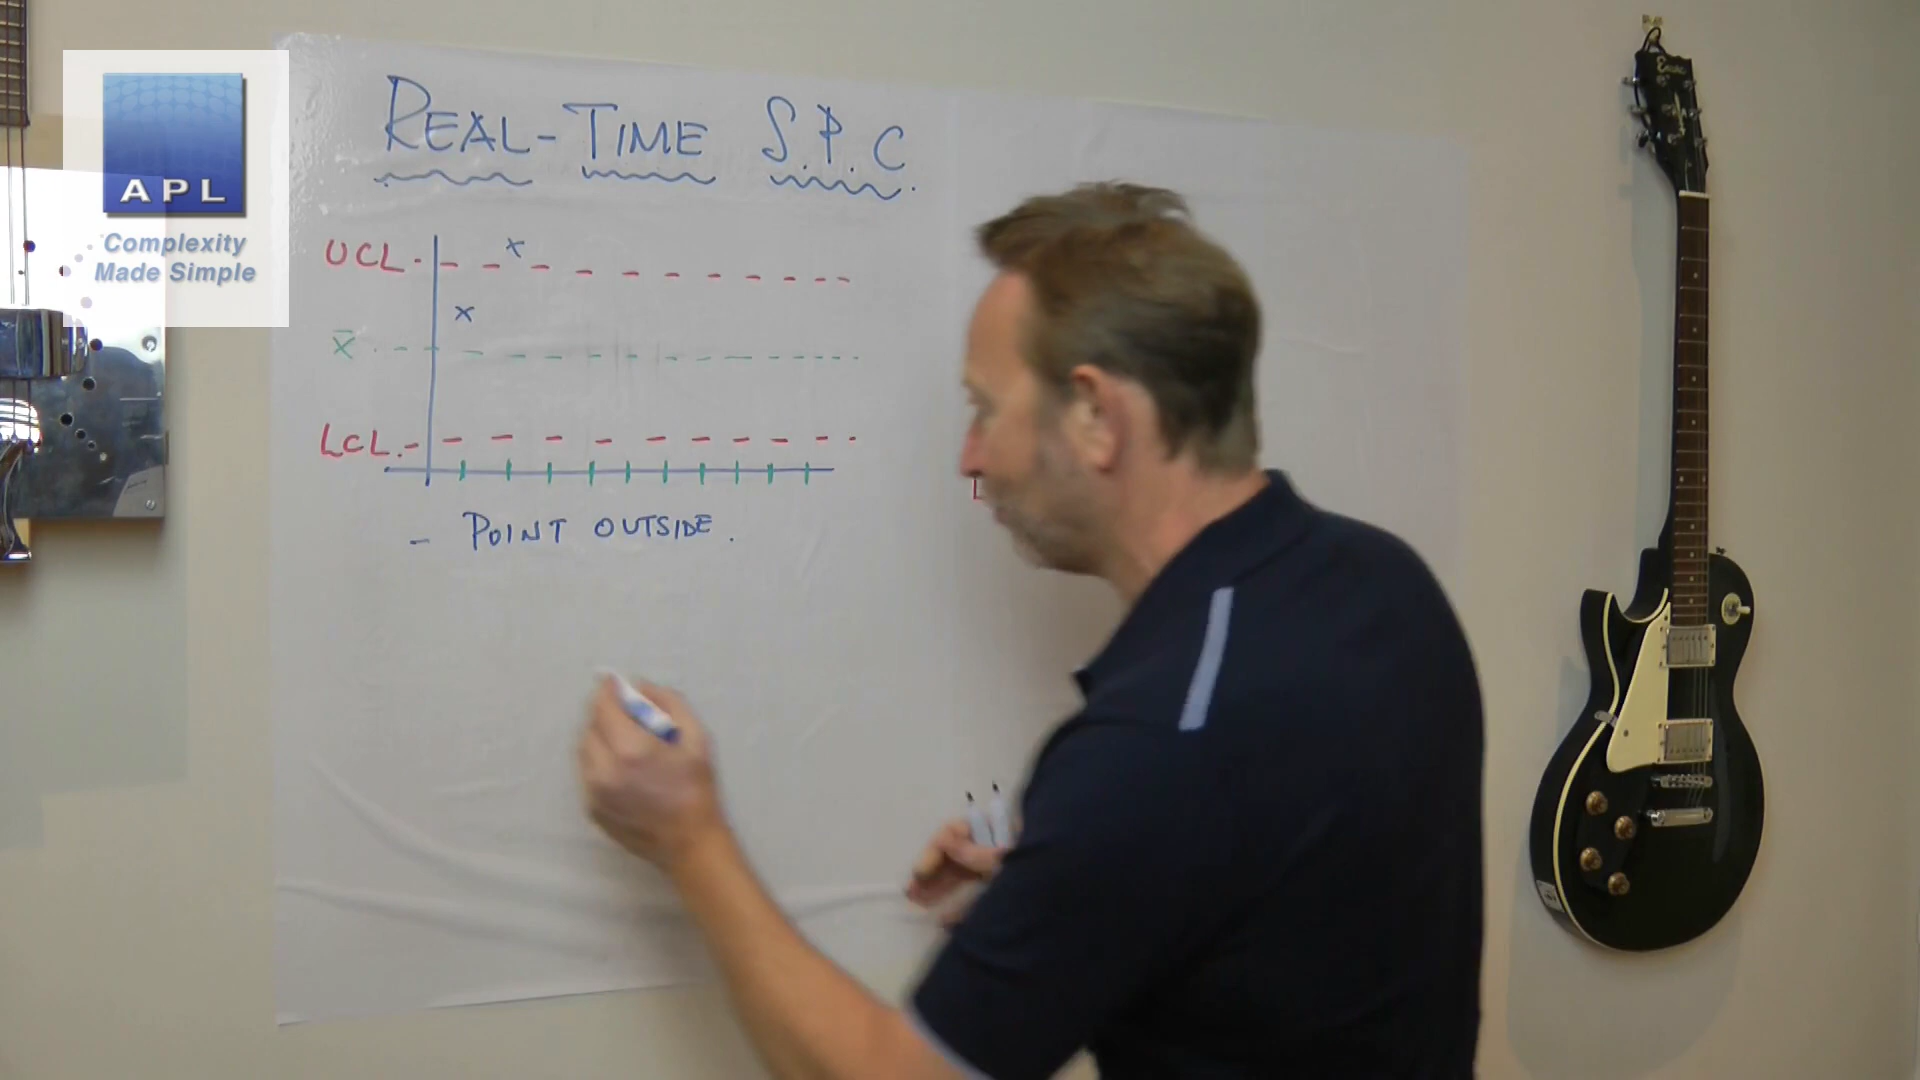 REAL-TIME S.P.C
APL
Complexity
Made Simple
UCL
x
x
X̄
LCL
- POINT OUTSIDE.